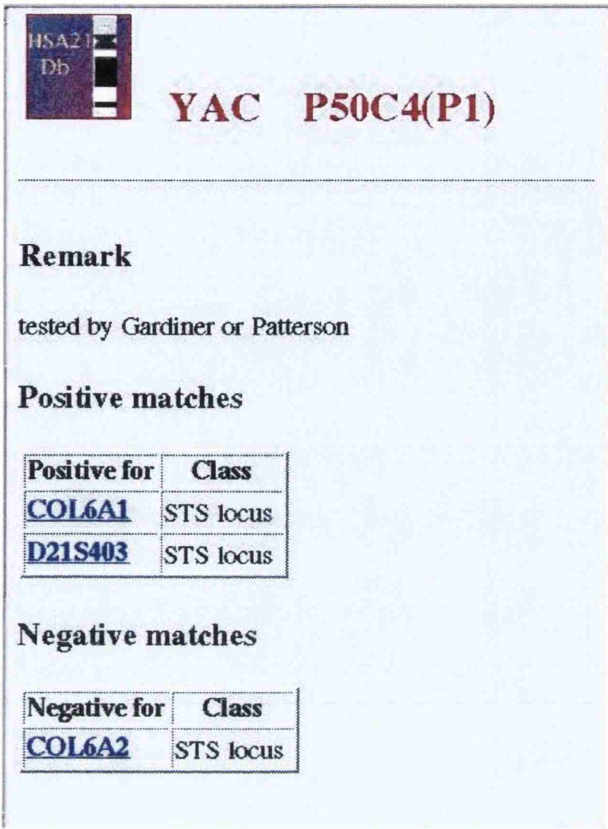 HSA21
Db
YAC P50C4(P1)
Remark
tested by Gardiner or Patterson
Positive matches
Positive for Class
COL6A1 STS locus
D21S403 STS locus
Negative matches
Negative for Class
COL6A2 STS locus